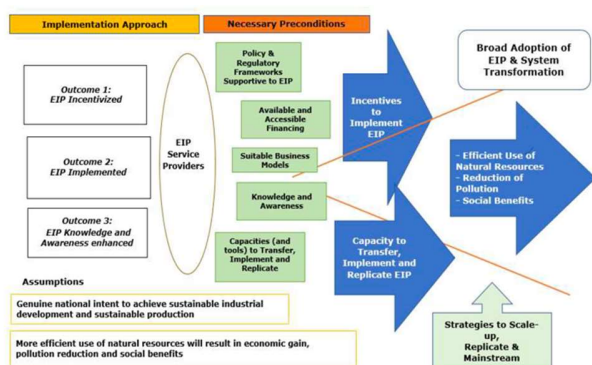 Implementation Approach
Necessary Preconditions
Outcome 1:
EIP Incentivized
Outcome 2:
EIP Implemented
Outcome 3:
EIP Knowledge and
Awareness enhanced
EIP
Service
Providers
Policy &
Regulatory
Frameworks
Supportive to EIP
Available and
Accessible
Financing
Suitable Business
Models
Knowledge and
Awareness
Capacities (and
tools) to Transfer,
Implement and
Replicate
Incentives to
Implement
EIP
Capacity to
Transfer,
Implement and
Replicate EIP
Broad Adoption of
EIP & System
Transformation
- Efficient Use of
Natural Resources
- Reduction of
Pollution
- Social Benefits
Strategies to Scale-
up,
Replicate &
Mainstream
Assumptions
Genuine national intent to achieve sustainable industrial
development and sustainable production
More efficient use of natural resources will result in economic gain,
pollution reduction and social benefits